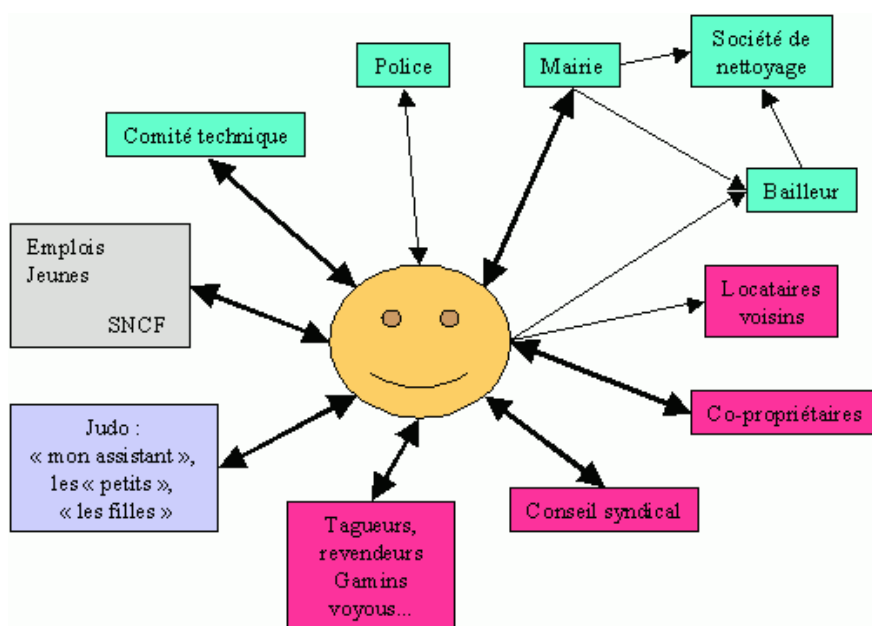 Police
Mairie
Société de
nettoyage
Comité technique
Bailleur
Emplois
Jeunes
SNCF
Locataires
voisins
Co-propriétaires
Judo :
« mon assistant »,
les « petits »,
« les filles »
Conseil syndical
Tagueurs,
revendeurs
Gamins
voyous...